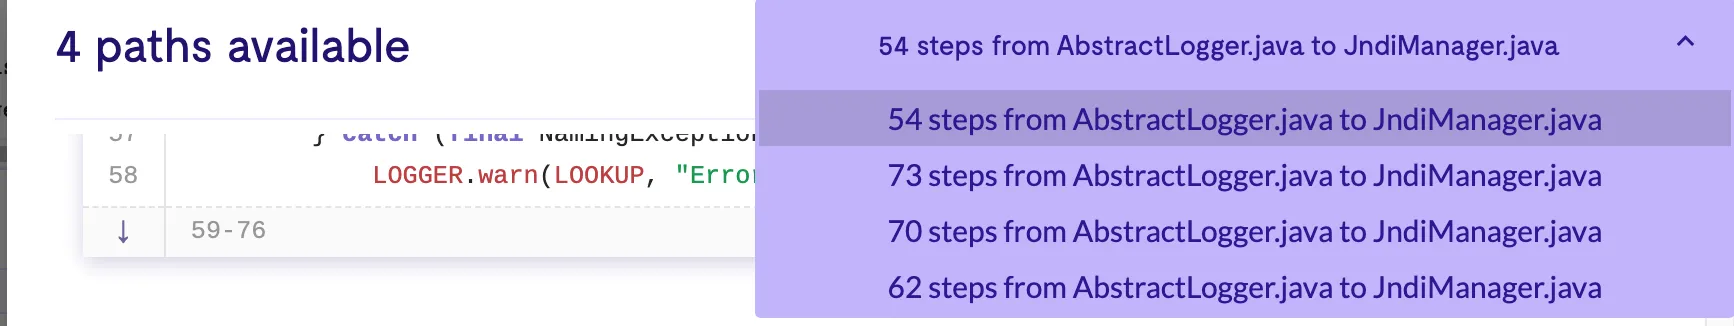 4 paths available
54 steps from AbstractLogger.java to JndiManager.java
54 steps from AbstractLogger.java to JndiManager.java
73 steps from AbstractLogger.java to JndiManager.java
70 steps from AbstractLogger.java to JndiManager.java
62 steps from AbstractLogger.java to JndiManager.java
57 } catch (final NamingException
58 LOGGER.warn(LOOKUP, "Error
↓ 59-76